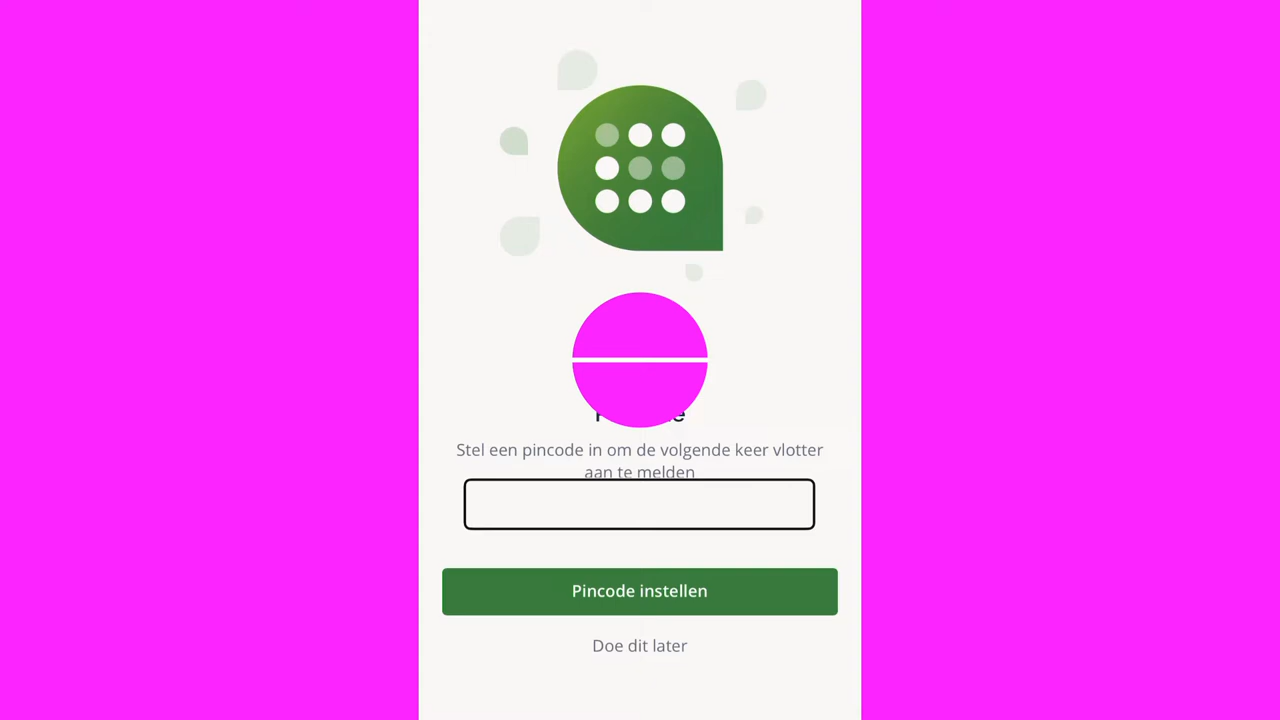 Stel een pincode in om de volgende keer vlotter
aan te melden
Pincode instellen
Doe dit later